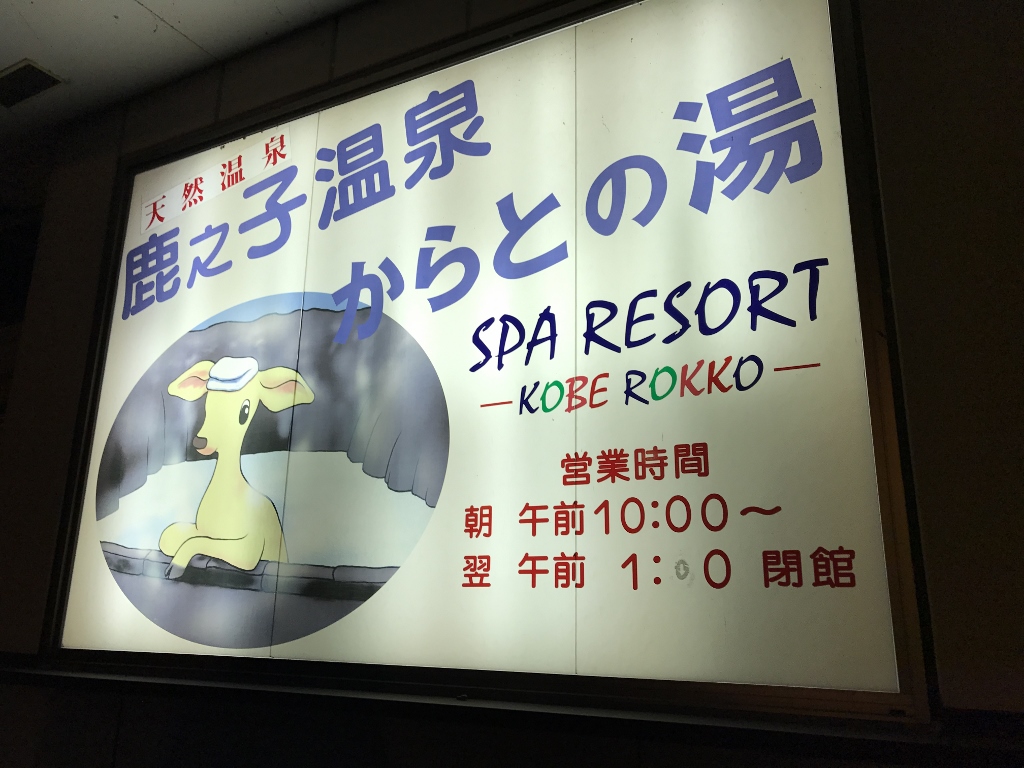 天然温泉
鹿之子温泉
からとの湯
SPA RESORT
KOBE ROKKO
営業時間
朝 午前10:00〜
翌 午前 1:00 閉館